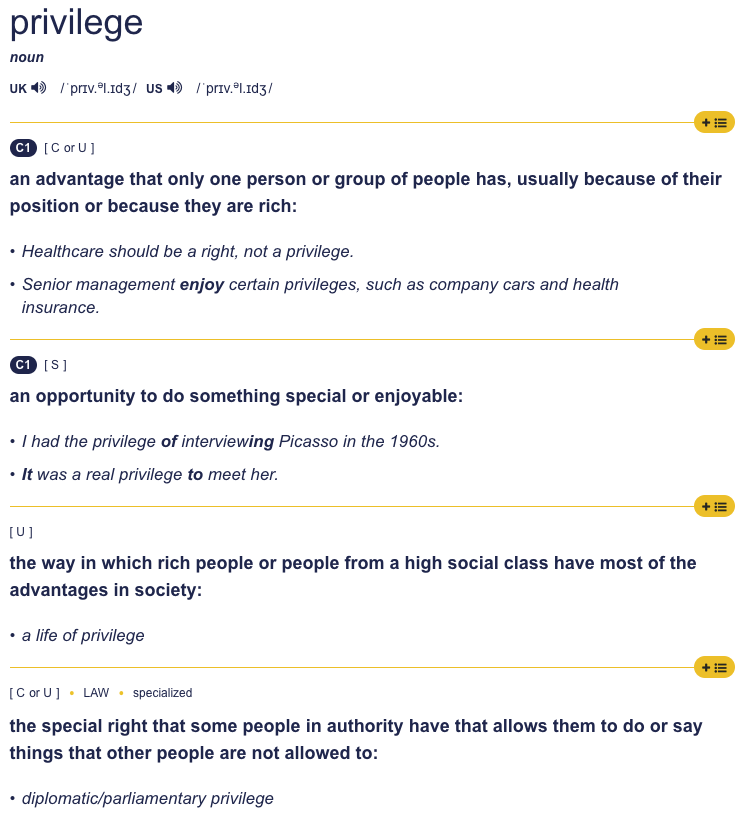 privilege
noun
UK /ˈprɪv.əl.ɪdʒ/ US /ˈprɪv.əl.ɪdʒ/
C1 [ C or U ]
an advantage that only one person or group of people has, usually because of their
position or because they are rich:
• Healthcare should be a right, not a privilege.
• Senior management enjoy certain privileges, such as company cars and health
insurance.
C1 [ S ]
an opportunity to do something special or enjoyable:
• I had the privilege of interviewing Picasso in the 1960s.
• It was a real privilege to meet her.
[ U ]
the way in which rich people or people from a high social class have most of the
advantages in society:
• a life of privilege
[ C or U ] • LAW • specialized
the special right that some people in authority have that allows them to do or say
things that other people are not allowed to:
• diplomatic/parliamentary privilege